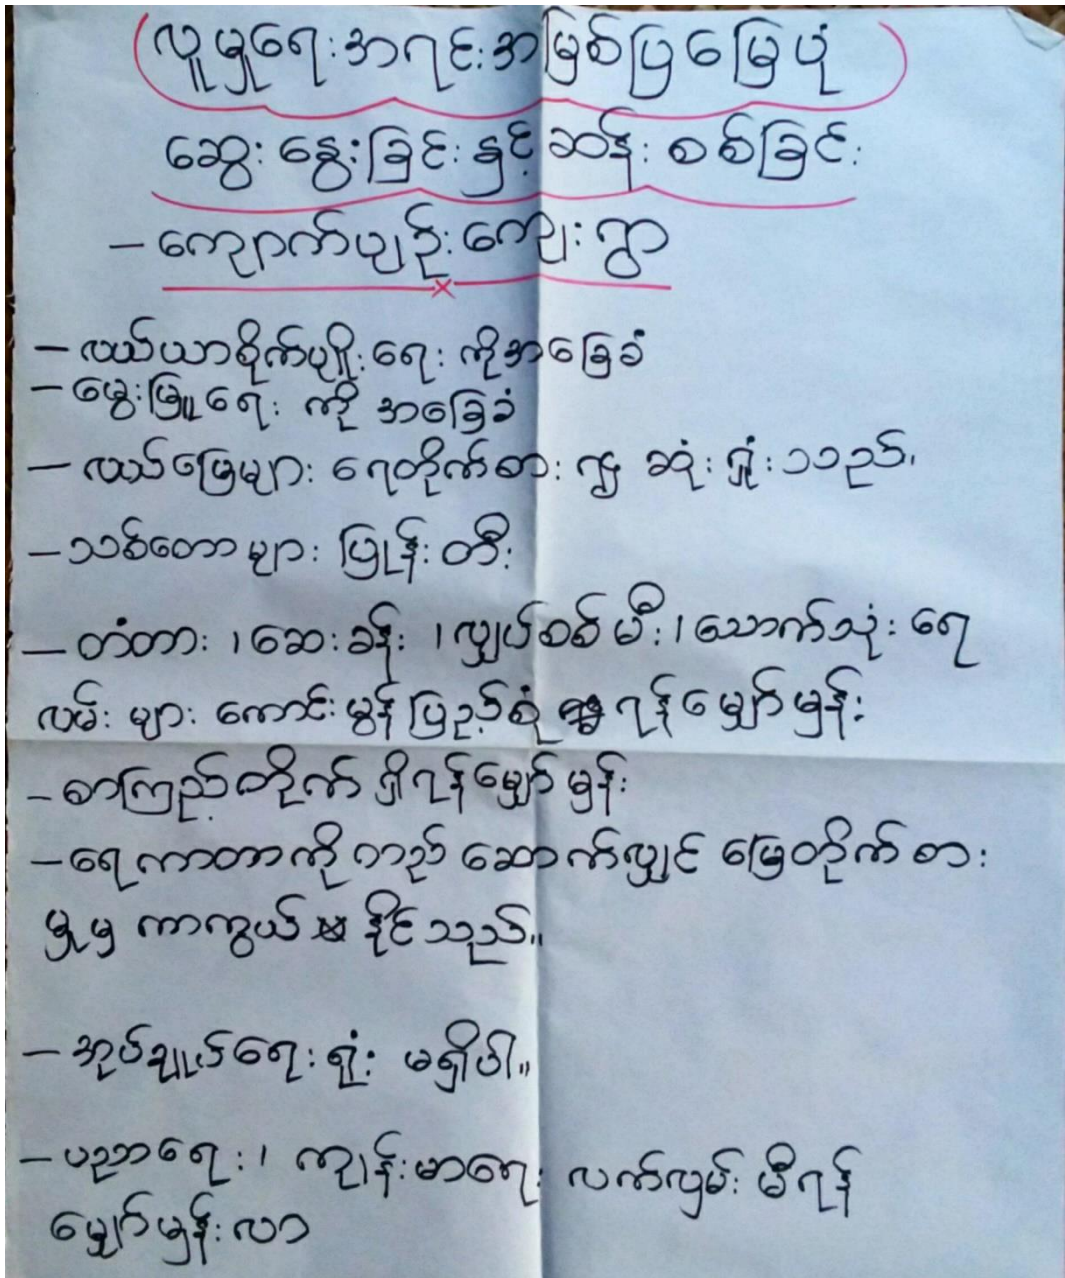 လူမှုရေးအရင်းအမြစ်ပြမြေပုံ
ဆွေးနွေးခြင်းနှင့်ဆန်းစစ်ခြင်း
- ကျောက်ပျဉ်းကျေးရွာ
- လယ်ယာစိုက်ပျိုးရေးကိုအခြေခံ
- မွေးမြူရေးကို အခြေခံ
- လယ်မြေများ ရေတိုက်စား၍ ဆုံးရှုံးသည်။
- သစ်တောများ ပြုန်းတီး
- တံတား၊ ဆေးခန်း၊ လျှပ်စစ်မီး၊ သောက်သုံးရေ
လမ်းများ ကောင်းမွန်ပြည့်စုံ ရန်မျှော်မှန်း
- စာကြည့်တိုက် ရှိရန်မျှော်မှန်း
- ရေကာတာကိုတည်ဆောက်လျှင် မြေတိုက်စား
မှုမှ ကာကွယ် နိုင်သည်။
- အုပ်ချုပ်ရေးရုံး မရှိပါ။
- ပညာရေး၊ ကျန်းမာရေး လက်လှမ်းမီရန်
မျှော်မှန်းလာ